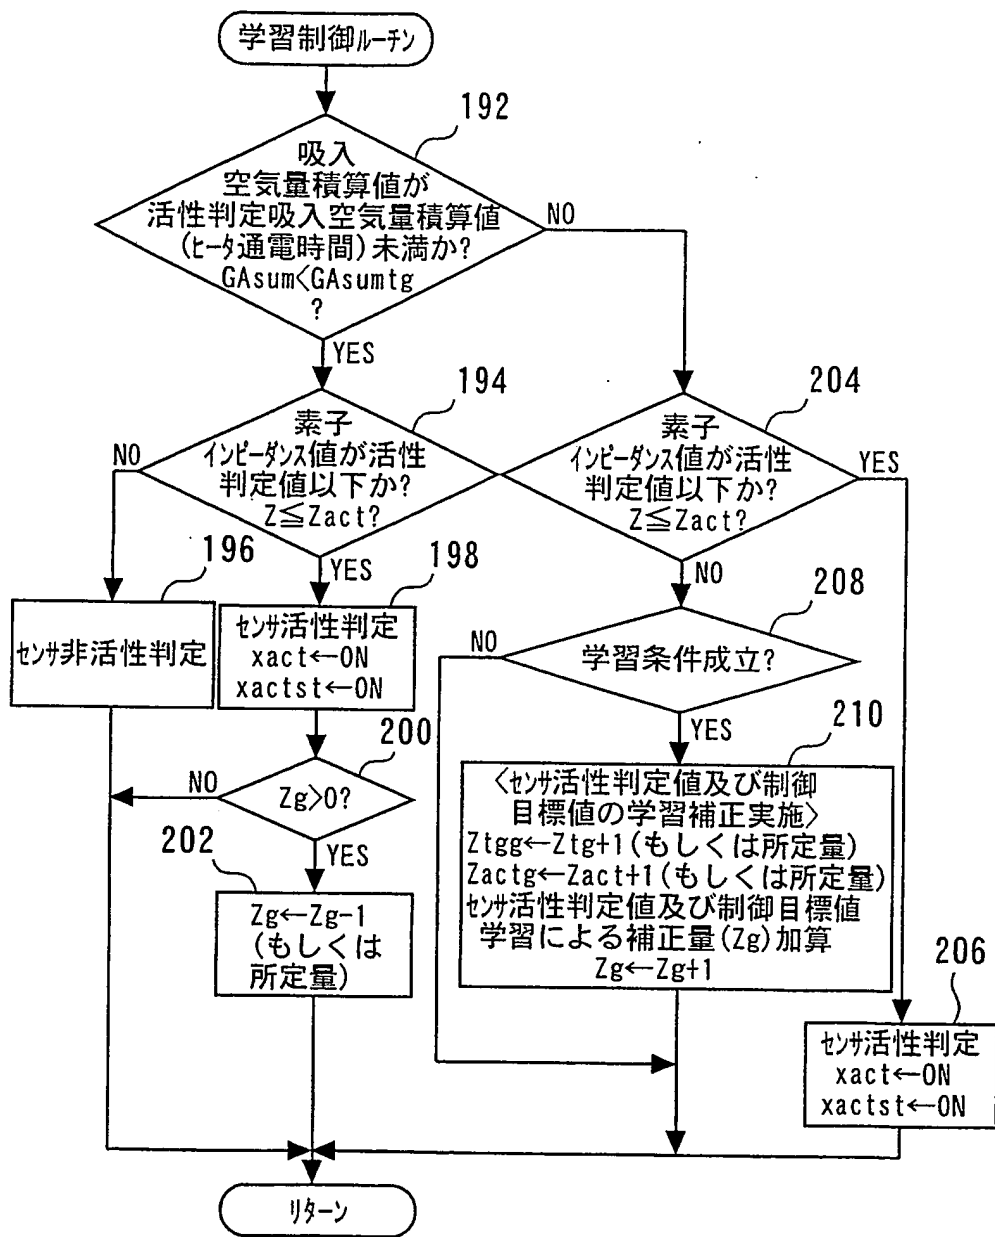 学習制御ルーチン
192
吸入
空気量積算値が
活性判定吸入空気量積算値
(ヒータ通電時間)未満か?
GAsum<GAsumtg
?
NO
YES
194
素子
インピーダンス値が活性
判定値以下か?
Z≦Zact?
NO
YES
204
素子
インピーダンス値が活性
判定値以下か?
Z≦Zact?
YES
NO
196
センサ非活性判定
198
センサ活性判定
xact←ON
xactst←ON
208
学習条件成立?
NO
YES
200
Zg>0?
NO
YES
202
Zg←Zg-1
(もしくは
所定量)
210
<センサ活性判定値及び制御
目標値の学習補正実施>
Ztgg←Ztg+1(もしくは所定量)
Zactg←Zact+1(もしくは所定量)
センサ活性判定値及び制御目標値
学習による補正量(Zg)加算
Zg←Zg+1
206
センサ活性判定
xact←ON
xactst←ON
リターン